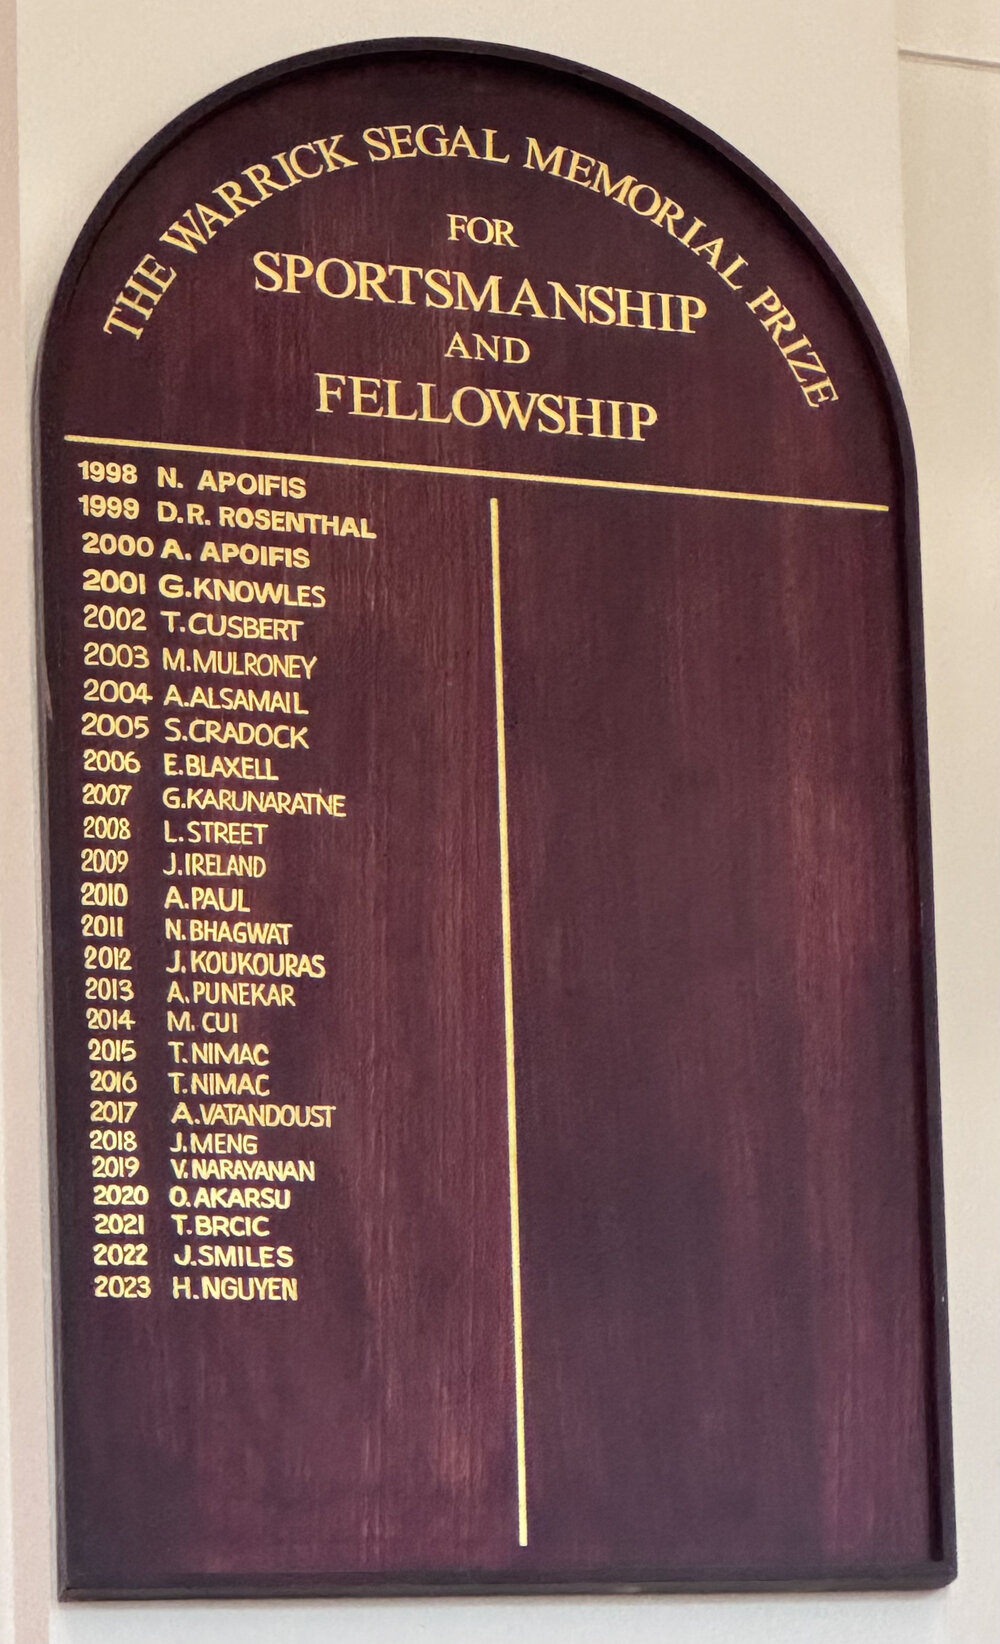 THE WARRICK SEGAL MEMORIAL PRIZE
FOR
SPORTSMANSHIP
AND
FELLOWSHIP
1998 N. APOIFIS
1999 D.R. ROSENTHAL
2000 A. APOIFIS
2001 G.KNOWLES
2002 T.CUSBERT
2003 M.MULRONEY
2004 A.ALSAMAIL
2005 S.CRADOCK
2006 E.BLAXELL
2007 G.KARUNARATNE
2008 L.STREET
2009 J.IRELAND
2010 A.PAUL
2011 N.BHAGWAT
2012 J.KOUKOURAS
2013 A.PUNEKAR
2014 M.CUI
2015 T.NIMAC
2016 T.NIMAC
2017 A.VATANDOUST
2018 J.MENG
2019 V.NARAYANAN
2020 O.AKARSU
2021 T.BRCIC
2022 J.SMILES
2023 H.NGUYEN